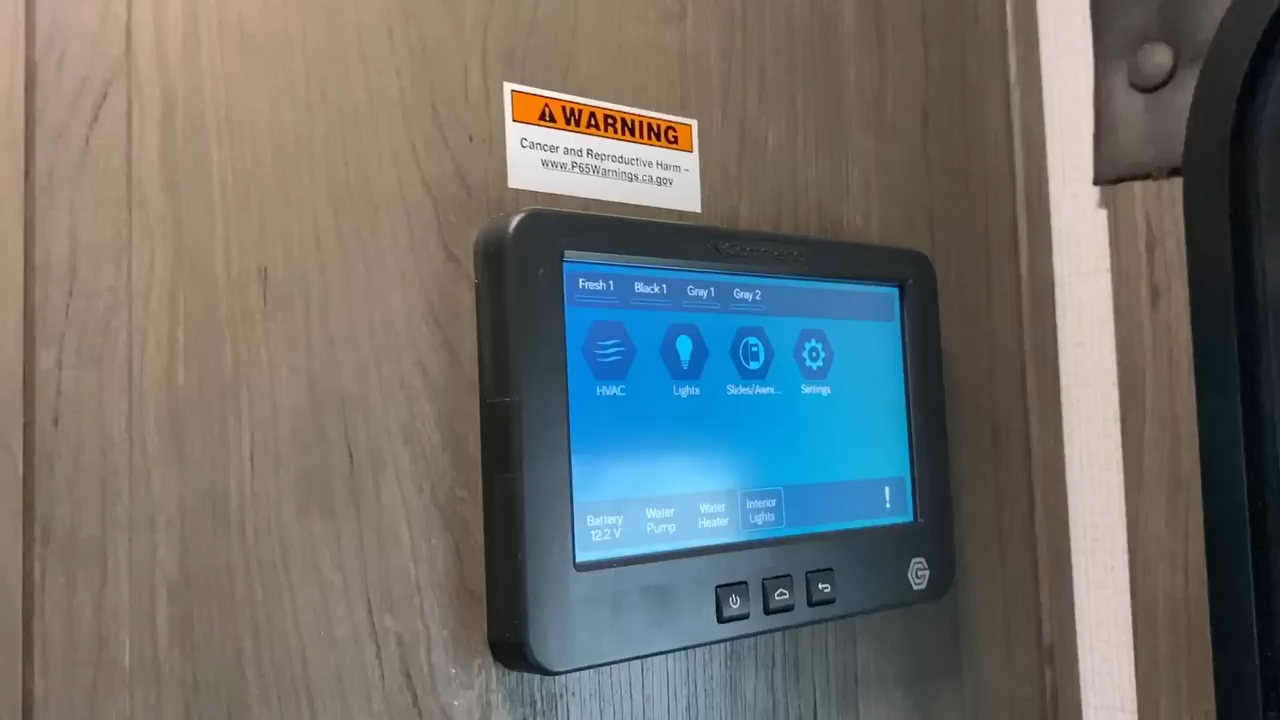 WARNING
Cancer and Reproductive Harm –
www.P65Warnings.ca.gov
Fresh 1 Black 1 Gray 1 Gray 2
HVAC Lights Slides/Awni... Settings
Battery
12.2 V
Water
Pump
Water
Heater
Interior
Lights
!